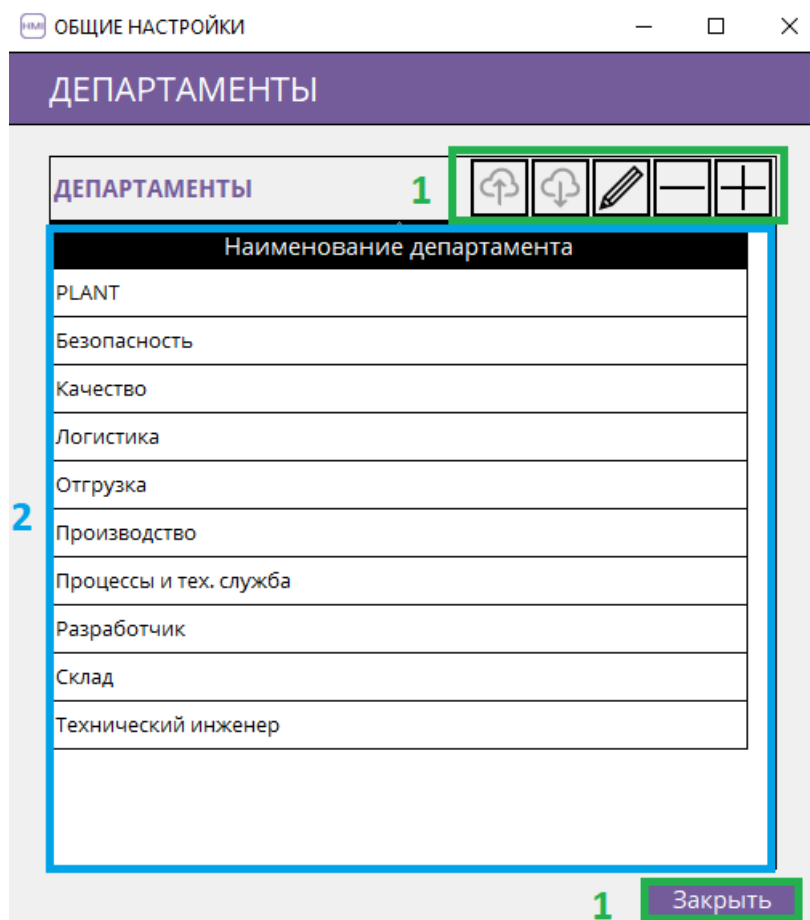 HMI ОБЩИЕ НАСТРОЙКИ
ДЕПАРТАМЕНТЫ
ДЕПАРТАМЕНТЫ 1
Наименование департамента
PLANT
Безопасность
Качество
Логистика
Отгрузка
2
Производство
Процессы и тех. служба
Разработчик
Склад
Технический инженер
1 Закрыть